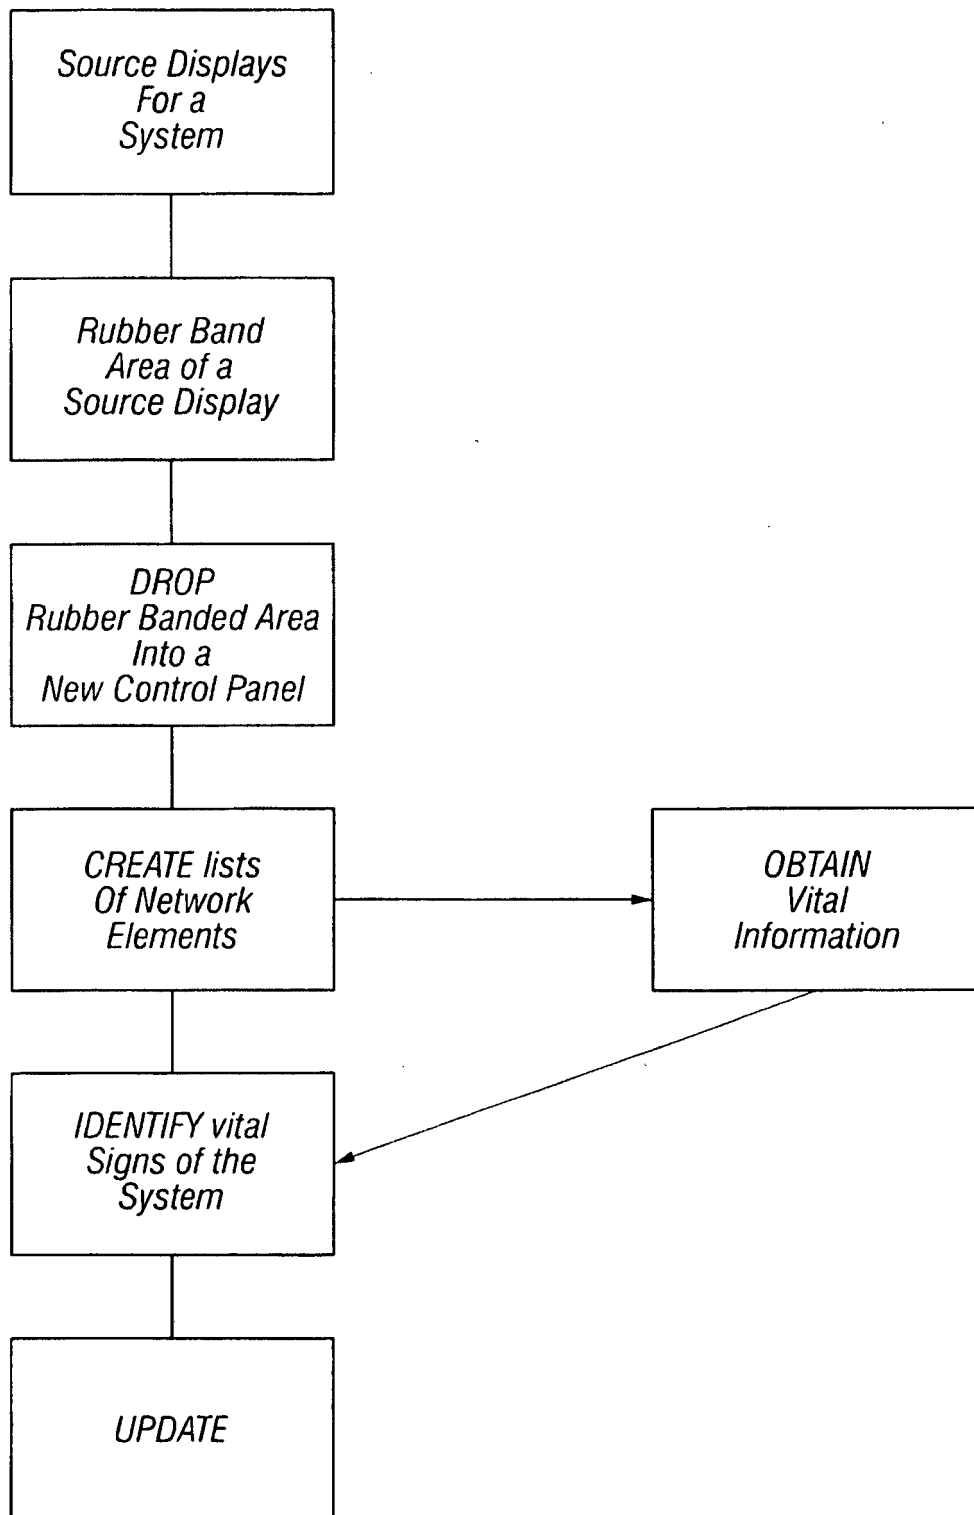 Source Displays
For a
System
Rubber Band
Area of a
Source Display
DROP
Rubber Banded Area
Into a
New Control Panel
CREATE lists
Of Network
Elements
OBTAIN
Vital
Information
IDENTIFY vital
Signs of the
System
UPDATE